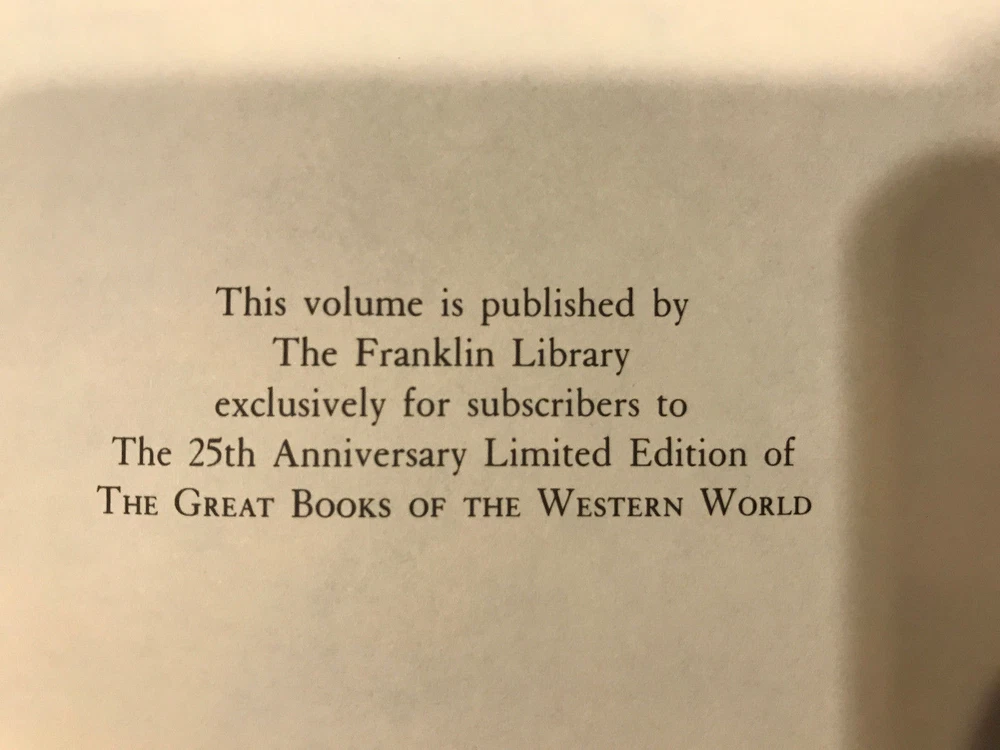 This volume is published by
The Franklin Library
exclusively for subscribers to
The 25th Anniversary Limited Edition of
THE GREAT BOOKS OF THE WESTERN WORLD